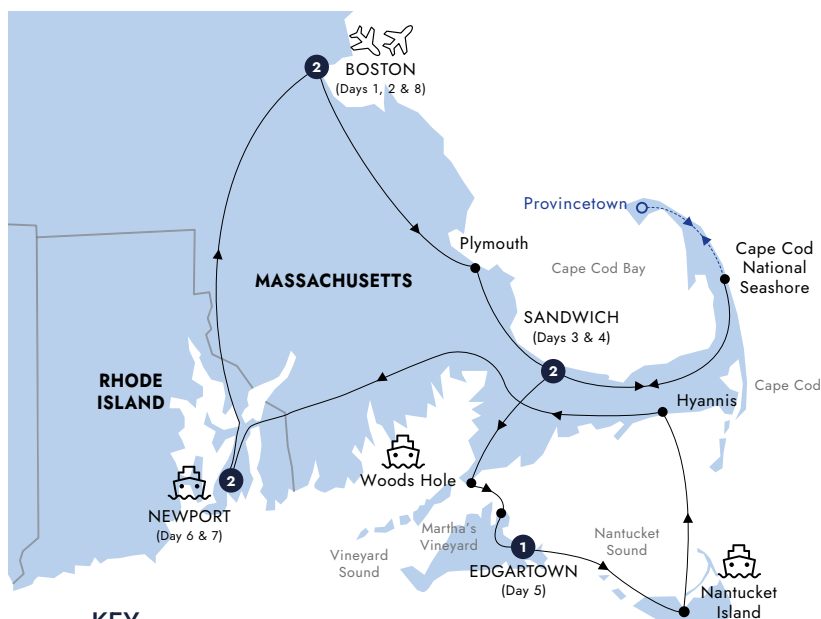 2
BOSTON
(Days 1, 2 & 8)
Provincetown
Plymouth
Cape Cod
National
Seashore
Cape Cod Bay
MASSACHUSETTS
SANDWICH
(Days 3 & 4)
2
RHODE
ISLAND
Cape Cod
Hyannis
Woods Hole
2
NEWPORT
(Day 6 & 7)
Martha's
Vineyard
Vineyard
Sound
Nantucket
Sound
1
EDGARTOWN
(Day 5)
Nantucket
Island